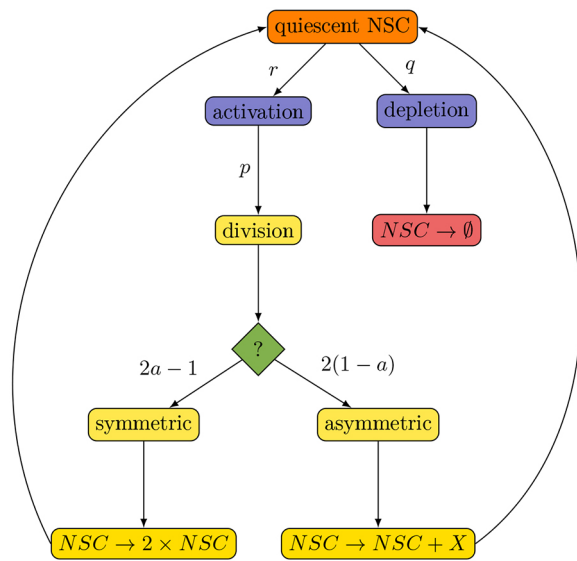 quiescent NSC
r
q
activation
depletion
p
division
NSC → ∅
?
2a − 1
2(1 − a)
symmetric
asymmetric
NSC → 2 × NSC
NSC → NSC + X